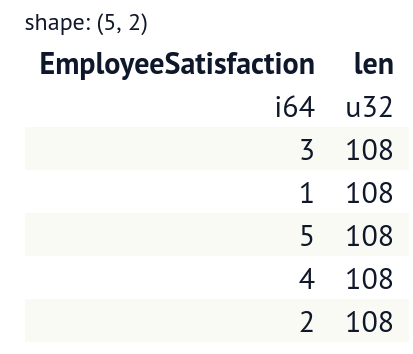 shape: (5, 2)
EmployeeSatisfaction len
i64 u32
3 108
1 108
5 108
4 108
2 108